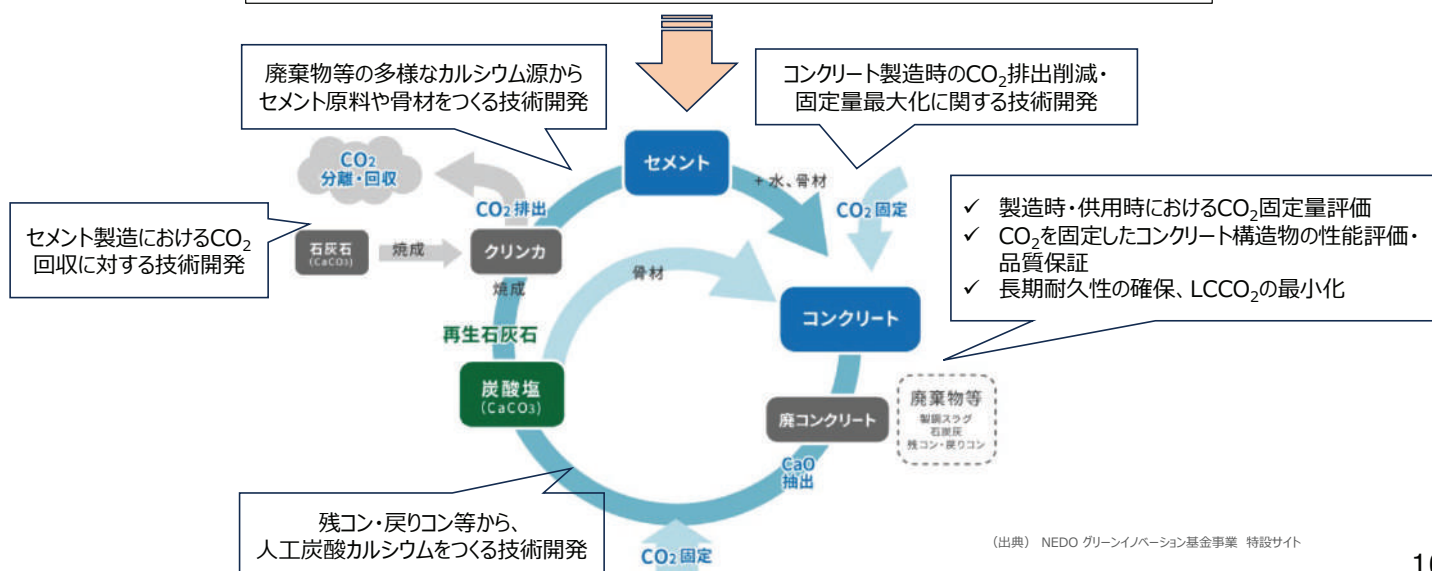 廃棄物等の多様なカルシウム源から
セメント原料や骨材をつくる技術開発
コンクリート製造時のCO₂排出削減・
固定量最大化に関する技術開発
セメント
+水、骨材
CO₂
分離・回収
CO₂排出
CO₂固定
セメント製造におけるCO₂
回収に対する技術開発
石灰石
(CaCO₃)
焼成
クリンカ
焼成
骨材
✓ 製造時・供用時におけるCO₂固定量評価
✓ CO₂を固定したコンクリート構造物の性能評価・
品質保証
✓ 長期耐久性の確保、LCCO₂の最小化
再生石灰石
コンクリート
炭酸塩
(CaCO₃)
廃コンクリート
廃棄物等
製鋼スラグ
石炭灰
残コン・戻りコン
CaO
抽出
残コン・戻りコン等から、
人工炭酸カルシウムをつくる技術開発
CO₂固定
(出典) NEDO グリーンイノベーション基金事業 特設サイト